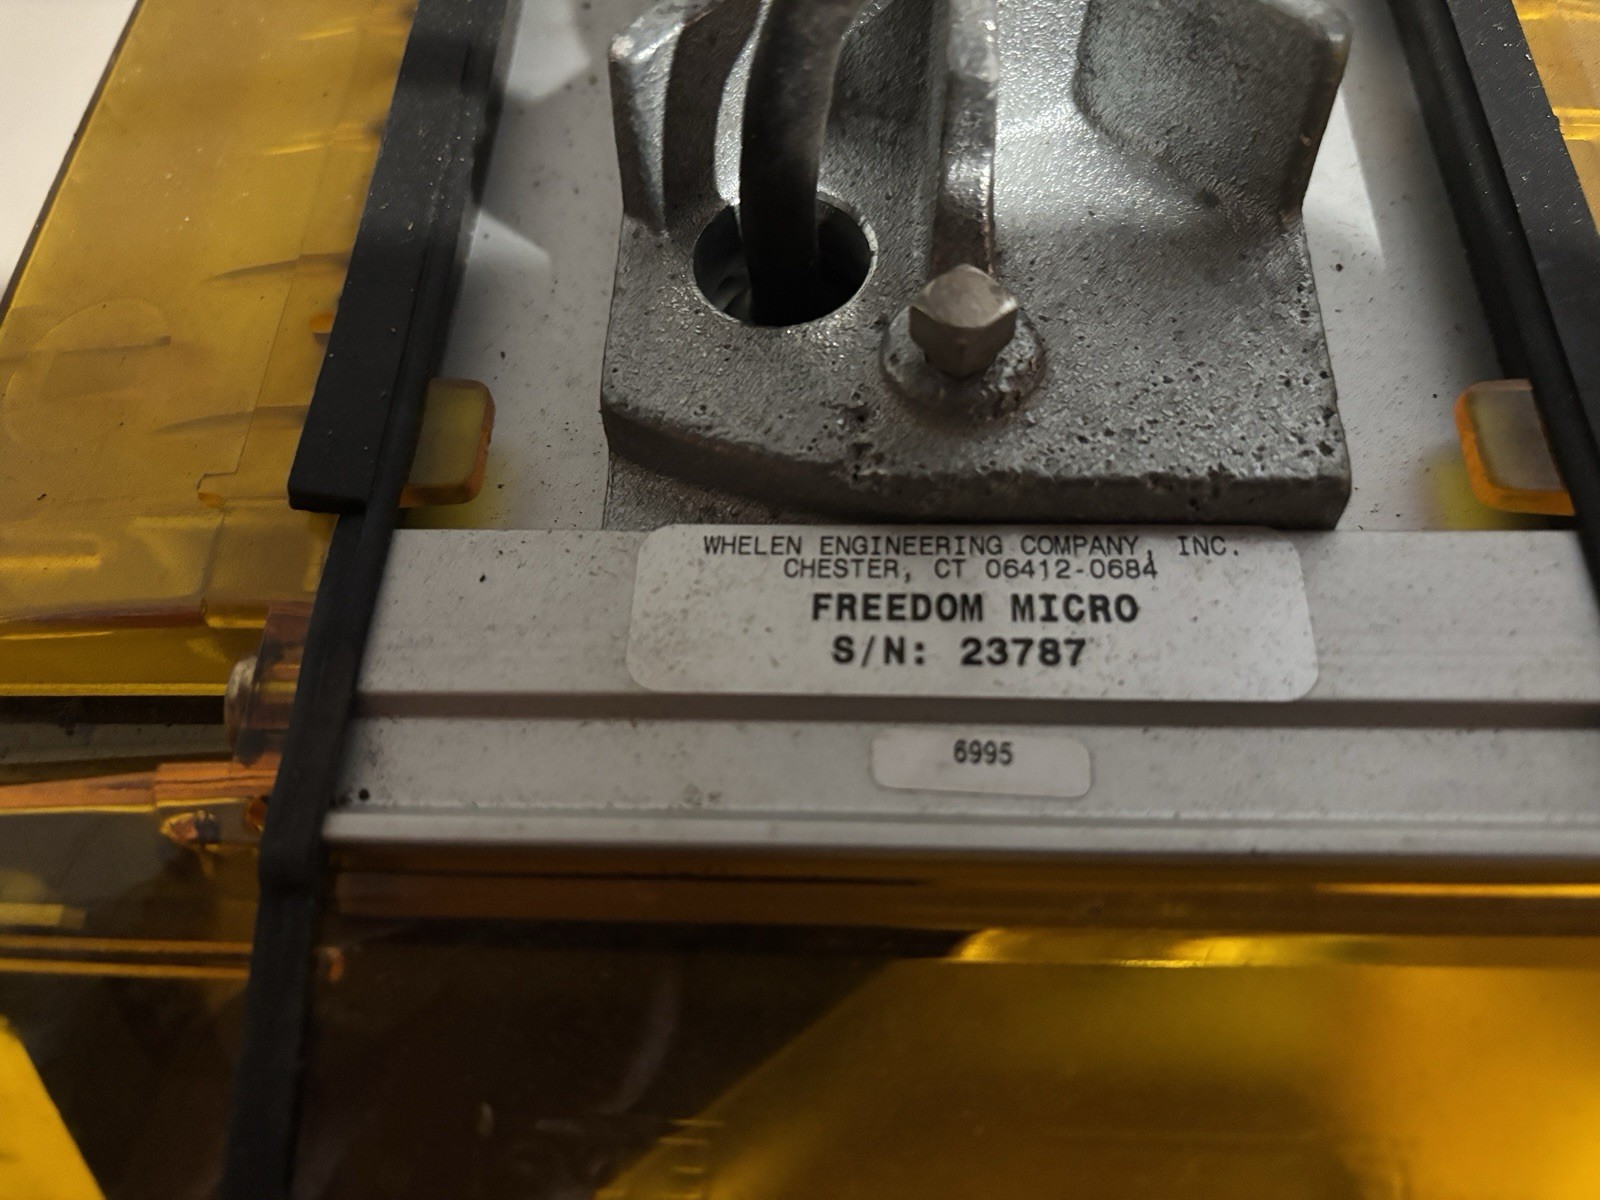 WHELEN ENGINEERING COMPANY, INC.
CHESTER, CT 06412-0684
FREEDOM MICRO
S/N: 23787
6995